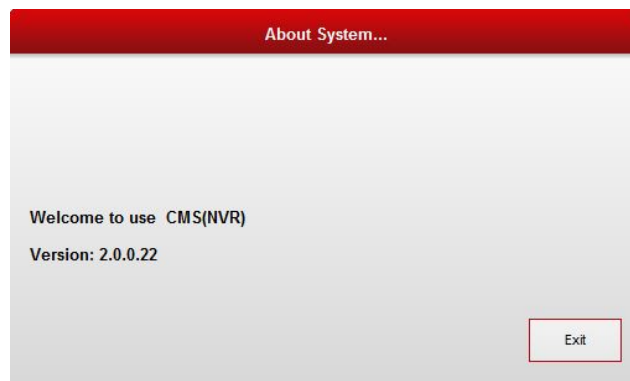 About System...
Welcome to use CMS(NVR)
Version: 2.0.0.22
Exit